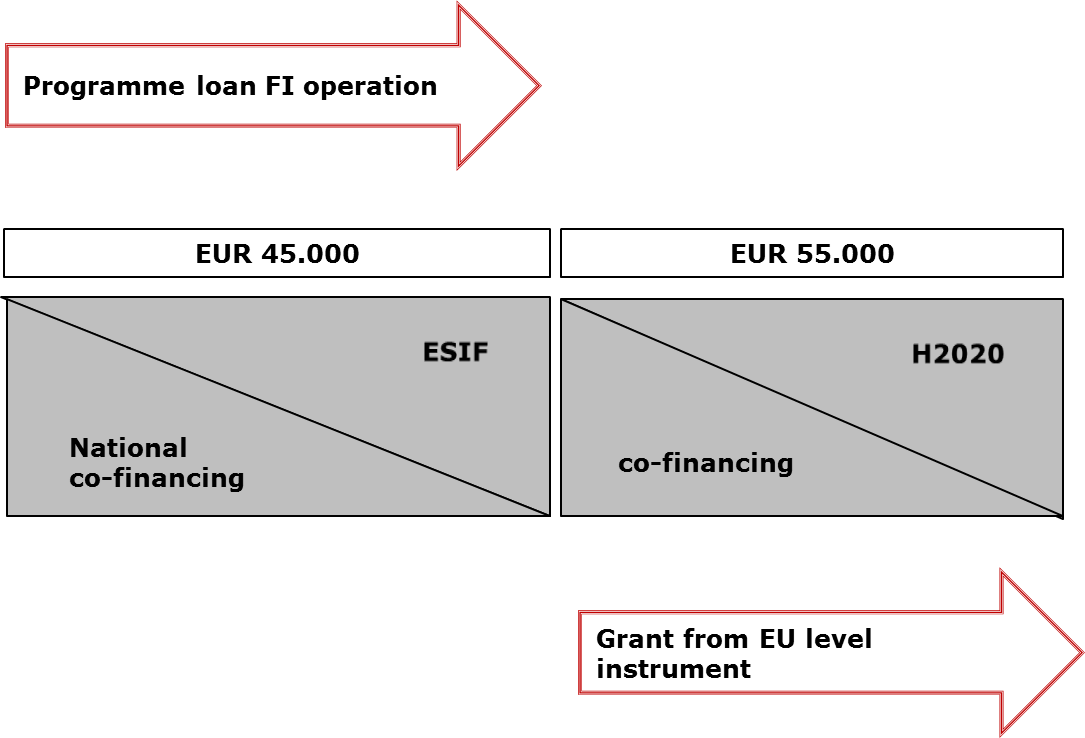 Programme loan FI operation
EUR 45.000
EUR 55.000
ESIF
H2020
National
co-financing
co-financing
Grant from EU level
instrument